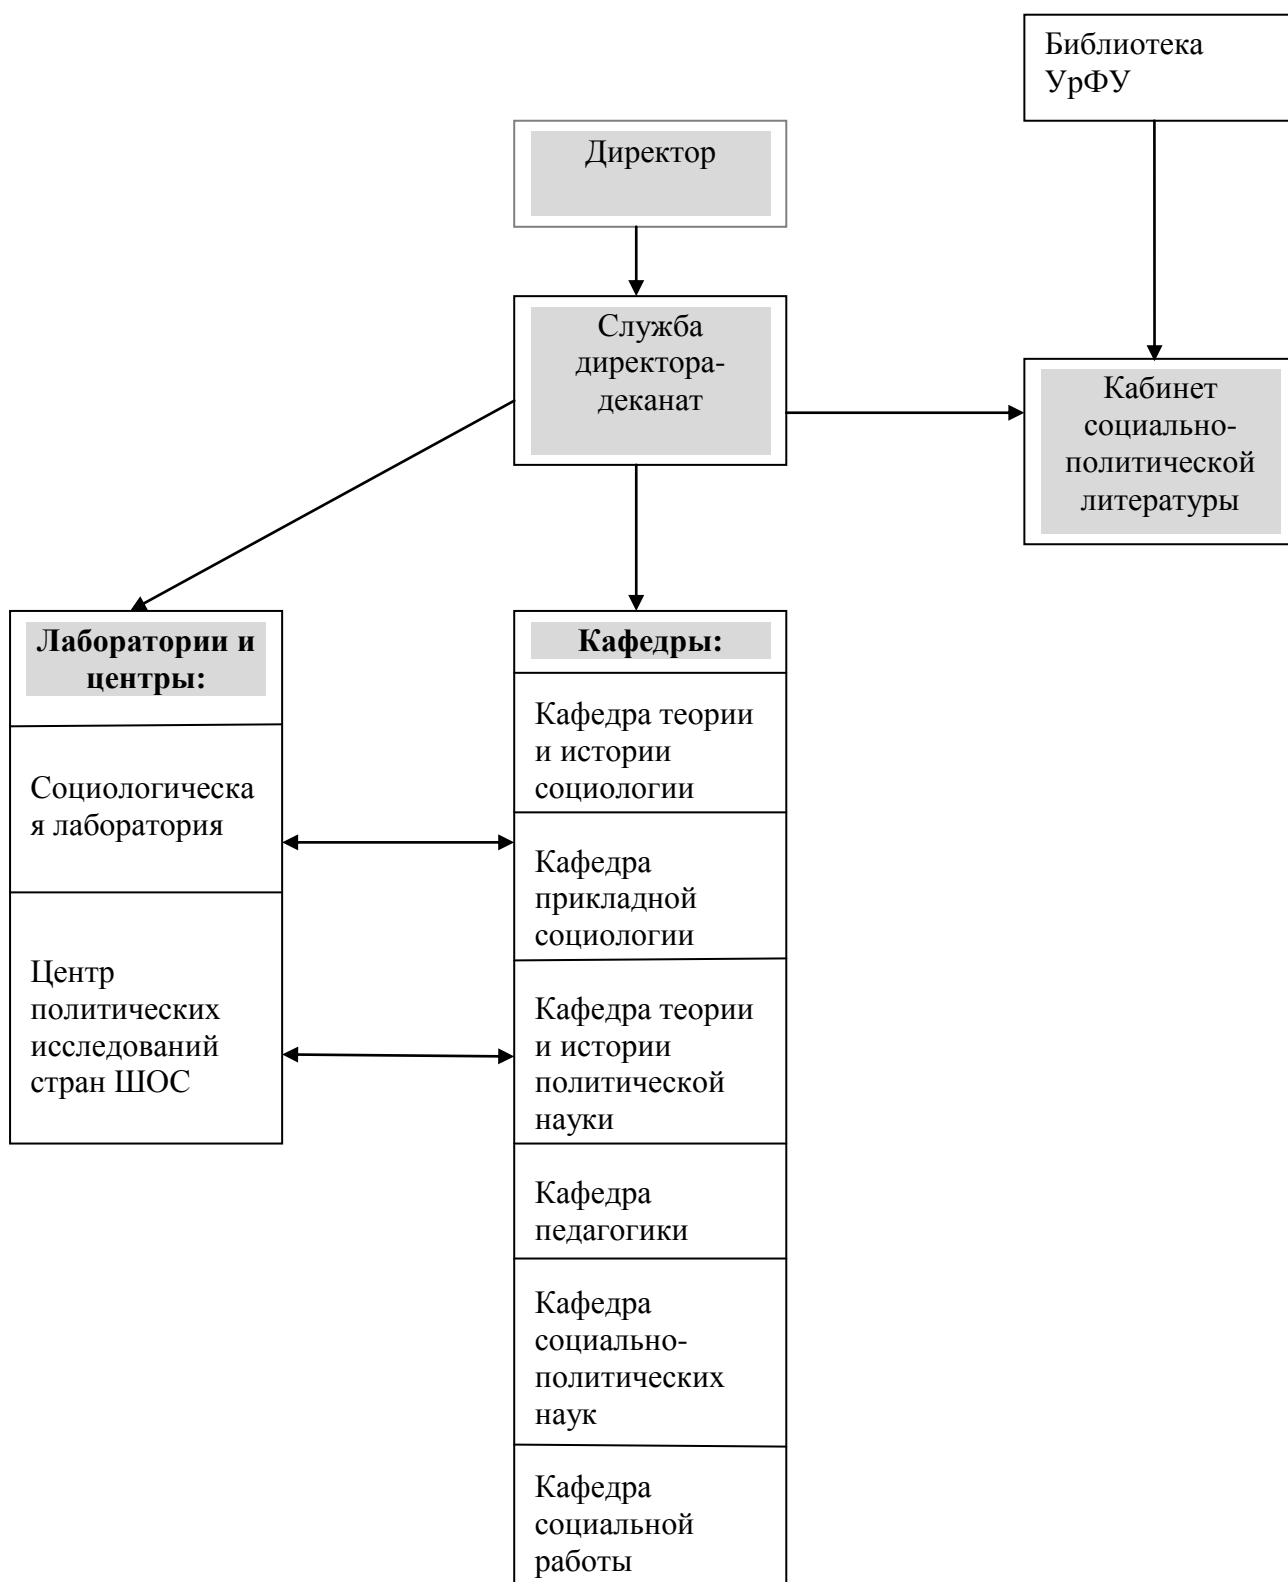 Библиотека
УрФУ
Директор
Служба
директора-
деканат
Кабинет
социально-
политической
литературы
Лаборатории и
центры:
Социологическа
я лаборатория
Центр
политических
исследований
стран ШОС
Кафедры:
Кафедра теории
и истории
социологии
Кафедра
прикладной
социологии
Кафедра теории
и истории
политической
науки
Кафедра
педагогики
Кафедра
социально-
политических
наук
Кафедра
социальной
работы